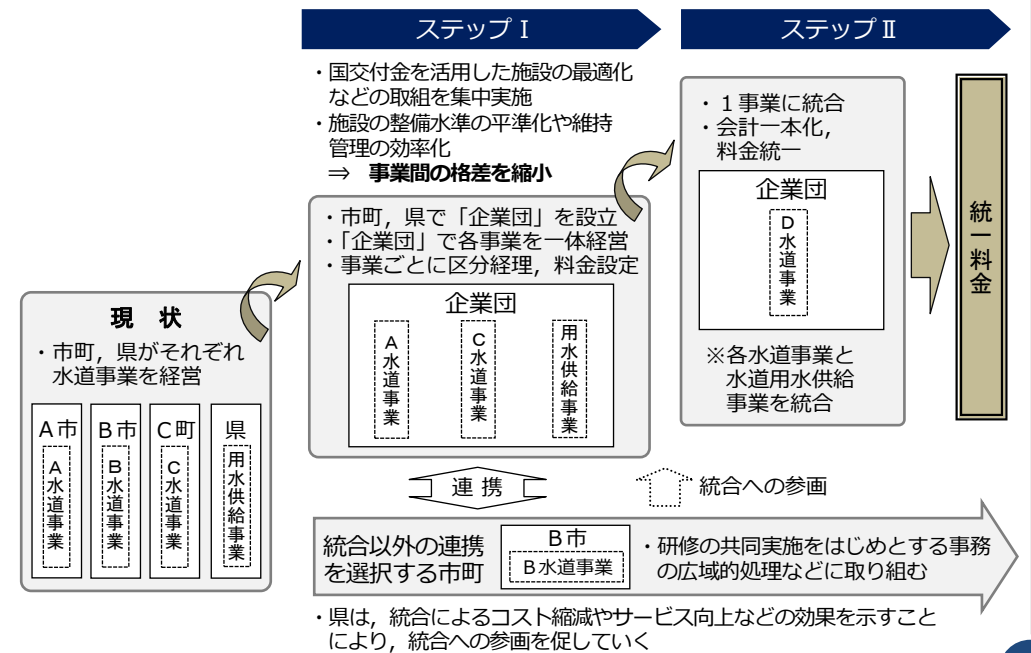 ステップⅠ
ステップⅡ
・国交付金を活用した施設の最適化
などの取組を集中実施
・施設の整備水準の平準化や維持
管理の効率化
⇒ 事業間の格差を縮小
・市町，県で「企業団」を設立
・「企業団」で各事業を一体経営
・事業ごとに区分経理，料金設定
企業団
A水道事業
C水道事業
用水供給事業
・１事業に統合
・会計一本化，
料金統一
企業団
D水道事業
※各水道事業と
水道用水供給
事業を統合
統一料金
現 状
・市町，県がそれぞれ
水道事業を経営
A市
B市
C町
県
A水道事業
B水道事業
C水道事業
用水供給事業
連 携
統合への参画
統合以外の連携
を選択する市町
B市
B水道事業
・研修の共同実施をはじめとする事務
の広域的処理などに取り組む
・県は，統合によるコスト縮減やサービス向上などの効果を示すこと
により，統合への参画を促していく